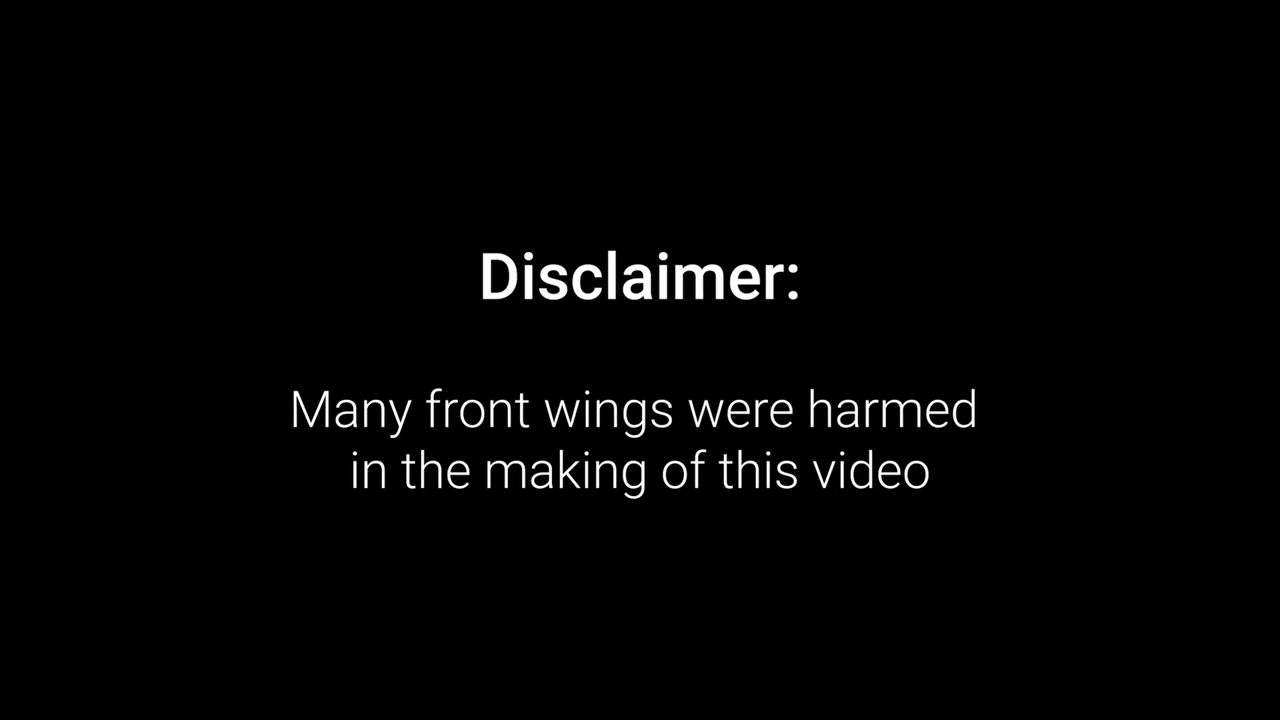 Disclaimer:
Many front wings were harmed
in the making of this video